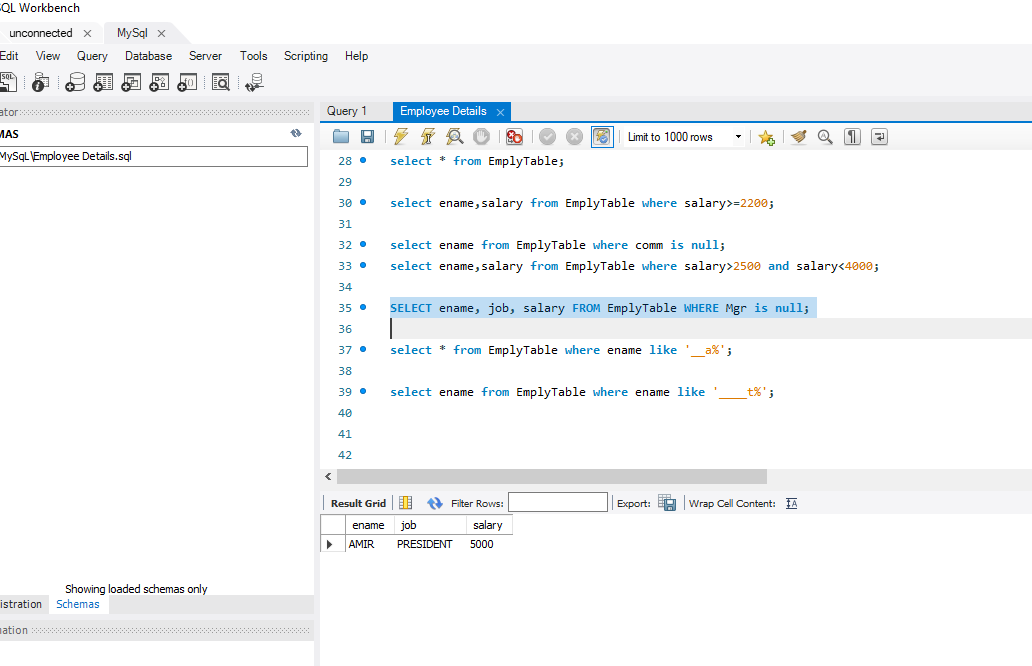 SQL Workbench
unconnected MySql
Edit View Query Database Server Tools Scripting Help
ator
MAS
MySql\Employee Details.sql
Query 1 Employee Details
Limit to 1000 rows
28 select * from EmplyTable;
29
30 select ename,salary from EmplyTable where salary>=2200;
31
32 select ename from EmplyTable where comm is null;
33 select ename,salary from EmplyTable where salary>2500 and salary<4000;
34
35 SELECT ename, job, salary FROM EmplyTable WHERE Mgr is null;
36
37 select * from EmplyTable where ename like '__a%';
38
39 select ename from EmplyTable where ename like '____t%';
40
41
42
Result Grid Filter Rows: Export: Wrap Cell Content:
ename job salary
AMIR PRESIDENT 5000
Showing loaded schemas only
istration Schemas
mation